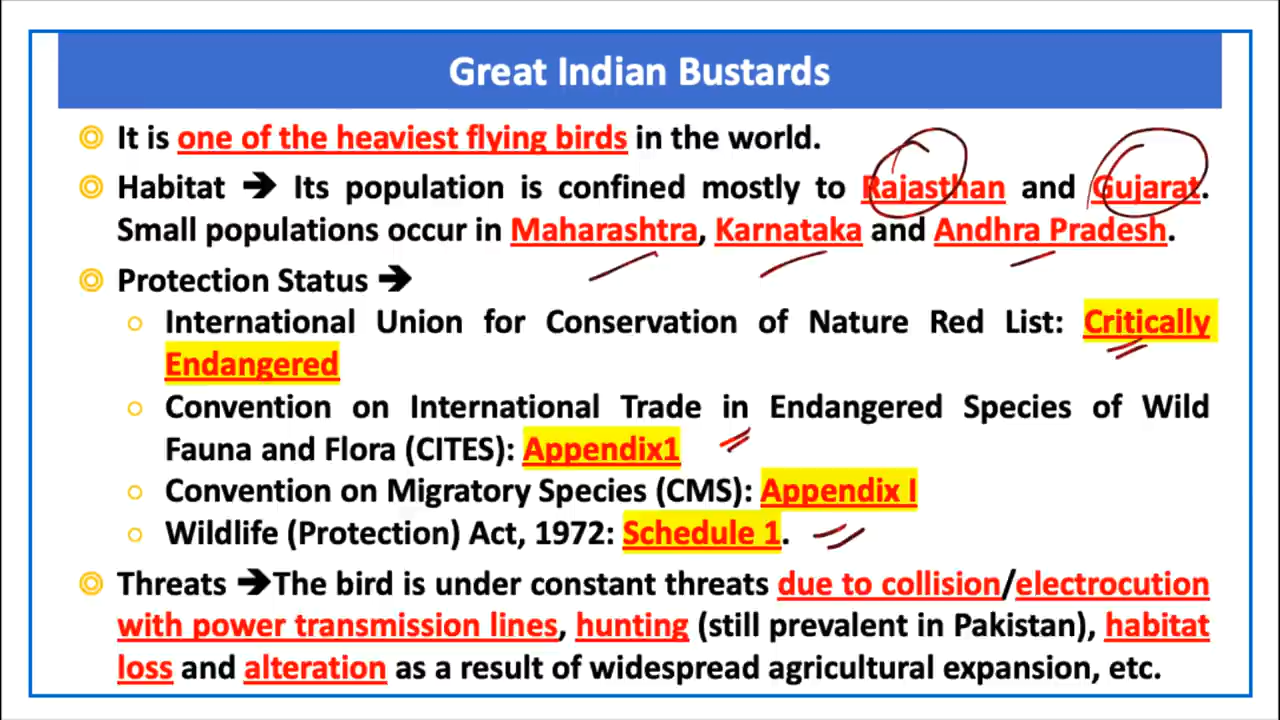 Great Indian Bustards
It is one of the heaviest flying birds in the world.
Habitat ➔ Its population is confined mostly to Rajasthan and Gujarat.
Small populations occur in Maharashtra, Karnataka and Andhra Pradesh.
Protection Status ➔
International Union for Conservation of Nature Red List: Critically
Endangered
Convention on International Trade in Endangered Species of Wild
Fauna and Flora (CITES): Appendix1
Convention on Migratory Species (CMS): Appendix I
Wildlife (Protection) Act, 1972: Schedule 1.
Threats ➔The bird is under constant threats due to collision/electrocution
with power transmission lines, hunting (still prevalent in Pakistan), habitat
loss and alteration as a result of widespread agricultural expansion, etc.